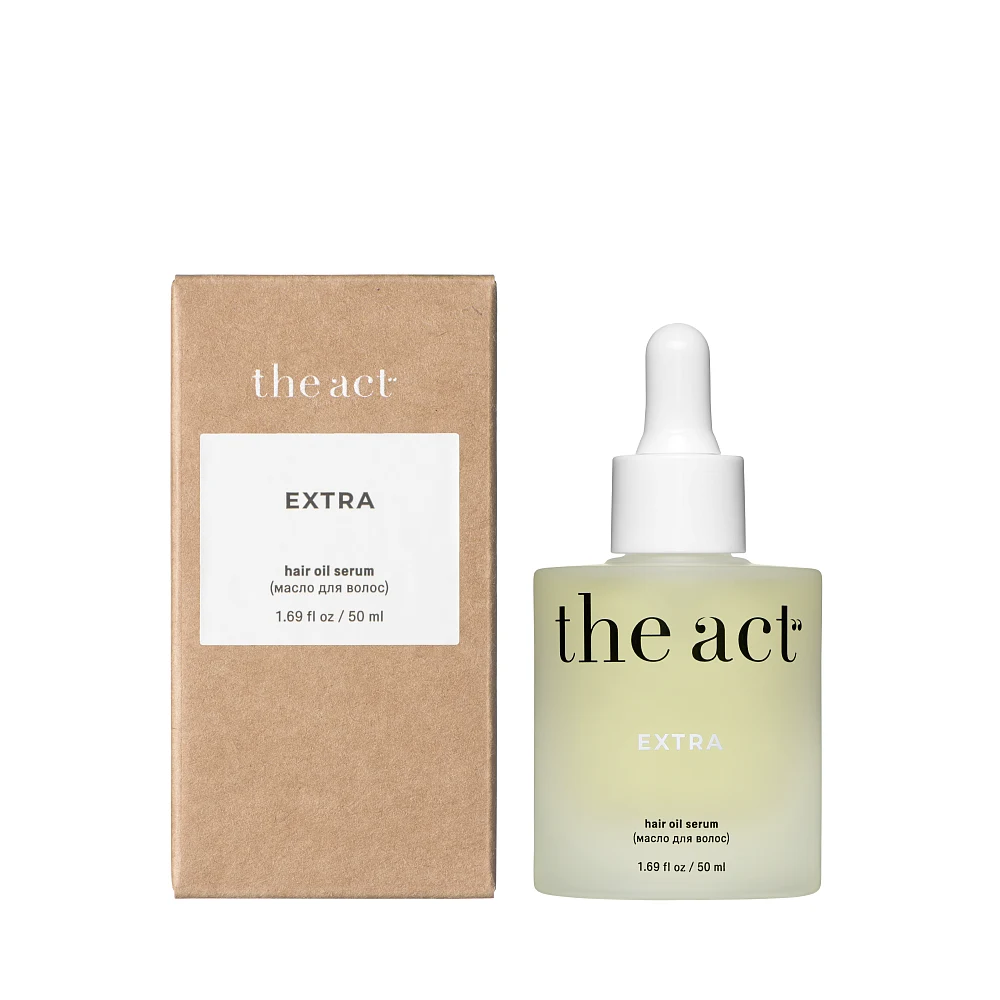 the act
EXTRA
hair oil serum
(масло для волос)
1.69 fl oz / 50 ml
the act
EXTRA
hair oil serum
(масло для волос)
1.69 fl oz / 50 ml